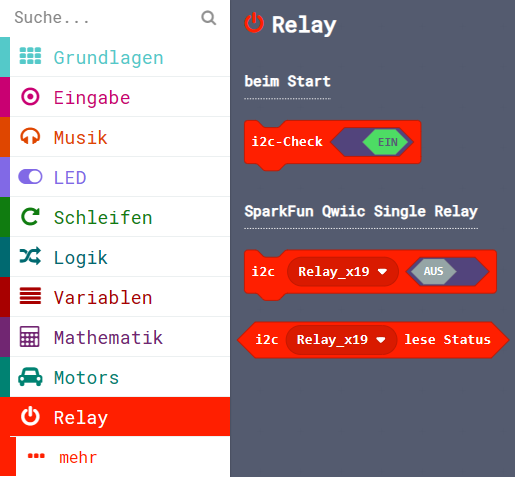 Suche...
Grundlagen
Eingabe
Musik
LED
Schleifen
Logik
Variablen
Mathematik
Motors
Relay
mehr
Relay
beim Start
i2c-Check EIN
SparkFun Qwiic Single Relay
i2c Relay_x19 AUS
i2c Relay_x19 lese Status